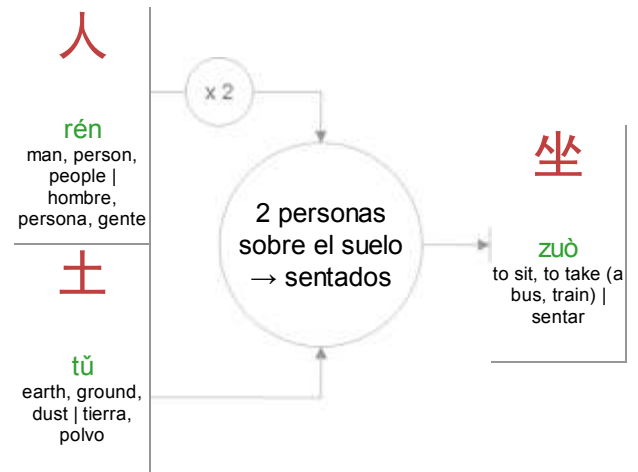 人
rén
man, person,
people |
hombre,
persona, gente
x 2
土
tǔ
earth, ground,
dust | tierra,
polvo
2 personas
sobre el suelo
→ sentados
坐
zuò
to sit, to take (a
bus, train) |
sentar